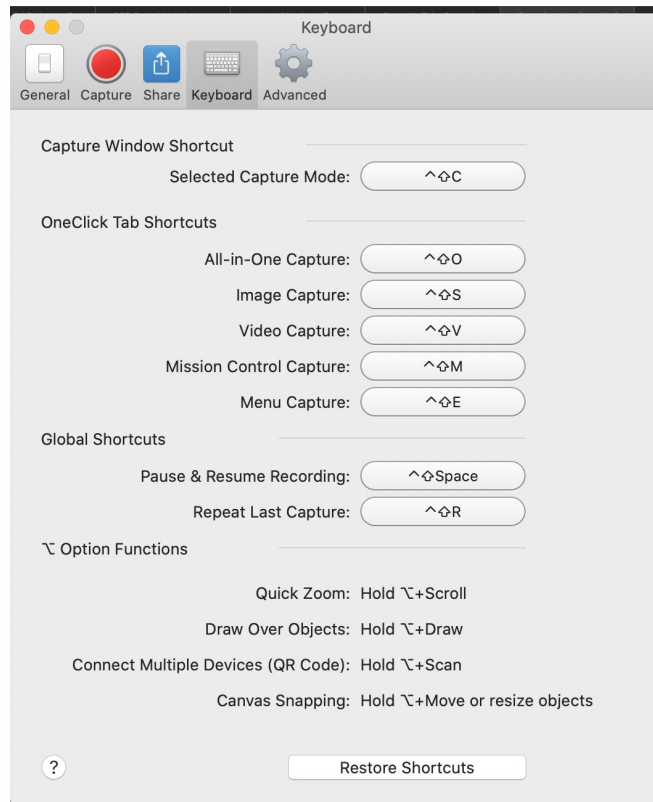 Keyboard
General Capture Share Keyboard Advanced
Capture Window Shortcut
Selected Capture Mode: ^⇧C
OneClick Tab Shortcuts
All-in-One Capture: ^⇧O
Image Capture: ^⇧S
Video Capture: ^⇧V
Mission Control Capture: ^⇧M
Menu Capture: ^⇧E
Global Shortcuts
Pause & Resume Recording: ^⇧Space
Repeat Last Capture: ^⇧R
⌥ Option Functions
Quick Zoom: Hold ⌥+Scroll
Draw Over Objects: Hold ⌥+Draw
Connect Multiple Devices (QR Code): Hold ⌥+Scan
Canvas Snapping: Hold ⌥+Move or resize objects
? Restore Shortcuts